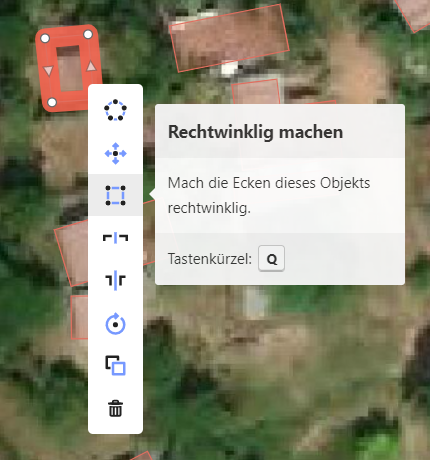 Rechtwinklig machen
Mach die Ecken dieses Objekts
rechtwinklig.
Tastenkürzel: Q